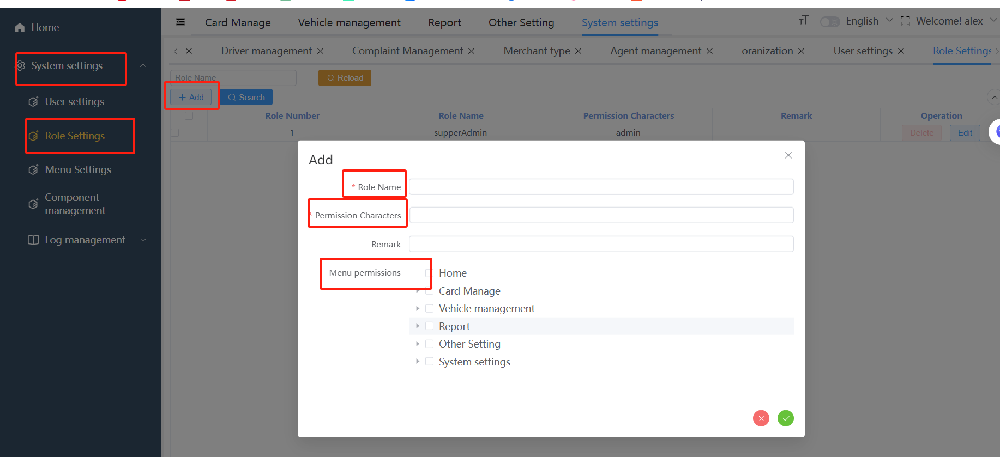 Home
System settings
User settings
Role Settings
Menu Settings
Component
management
Log management
Card Manage
Vehicle management
Report
Other Setting
System settings
English
Welcome! alex
Driver management
Complaint Management
Merchant type
Agent management
oranization
User settings
Role Settings
Role Name
Reload
+ Add
Search
Role Number
Role Name
Permission Characters
Remark
Operation
1
supperAdmin
admin
Delete
Edit
Add
* Role Name
* Permission Characters
Remark
Menu permissions
Home
Card Manage
Vehicle management
Report
Other Setting
System settings